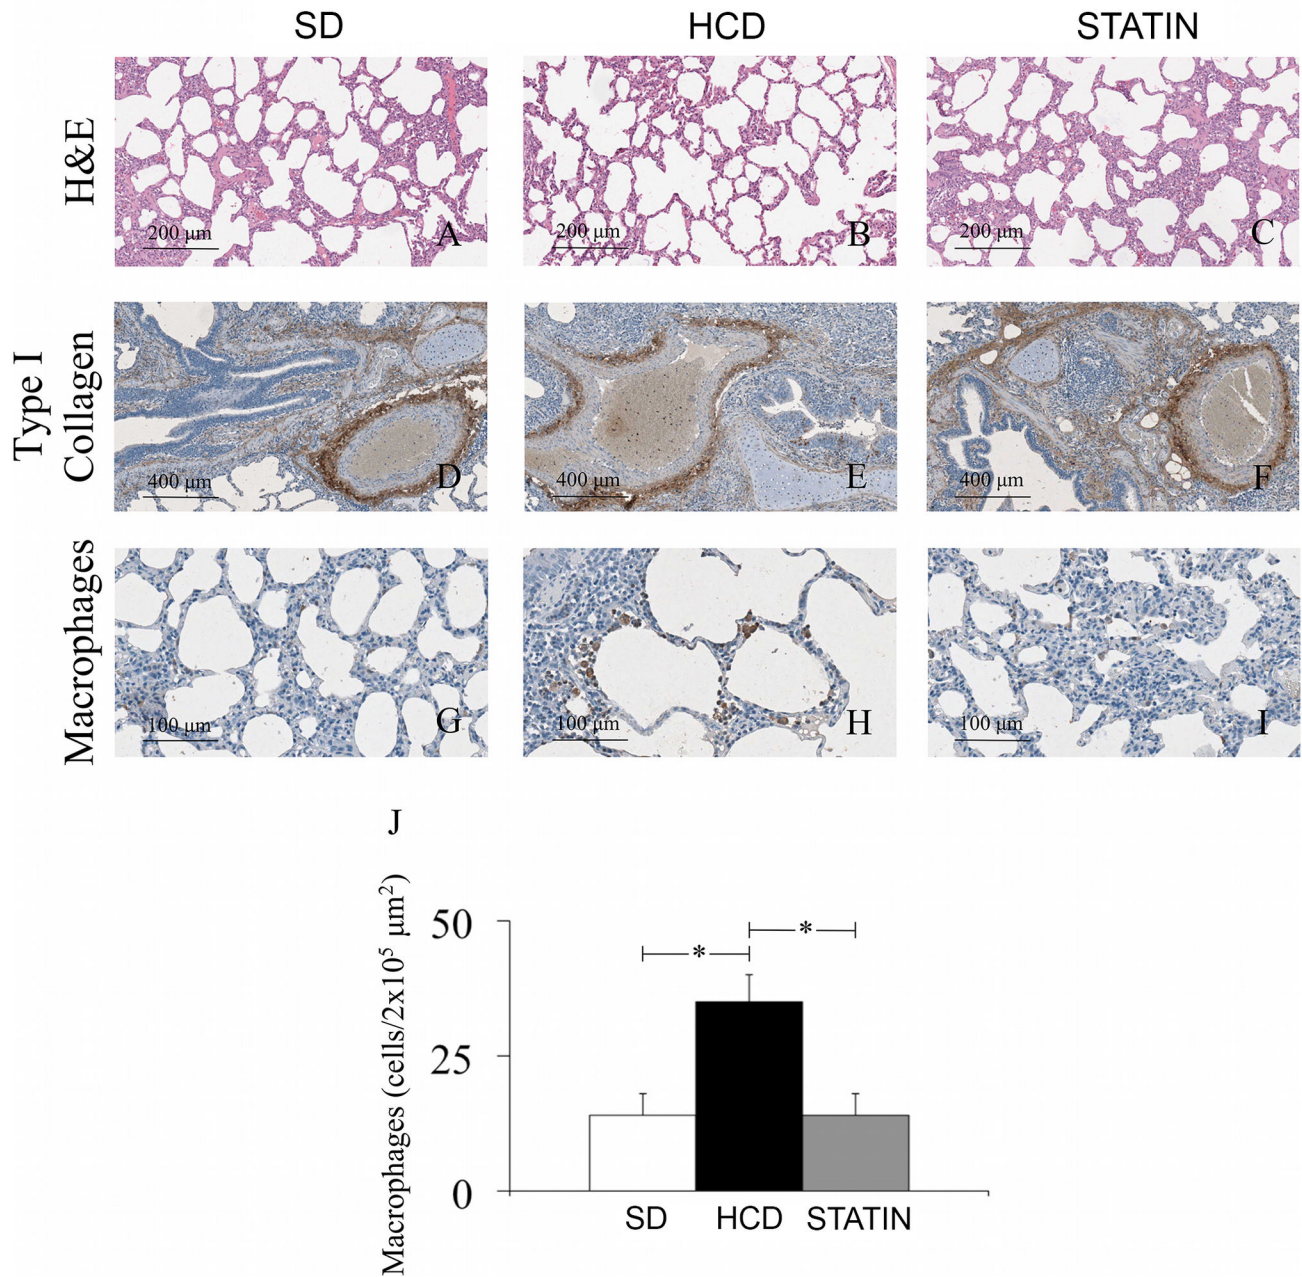 SD HCD STATIN
H&E
200 µm A
200 µm B
200 µm C
Type I
Collagen
400 µm D
400 µm E
400 µm F
Macrophages
100 µm G
100 µm H
100 µm I
J
Macrophages (cells/2x10⁵ µm²)
50
25
0
* *
SD HCD STATIN